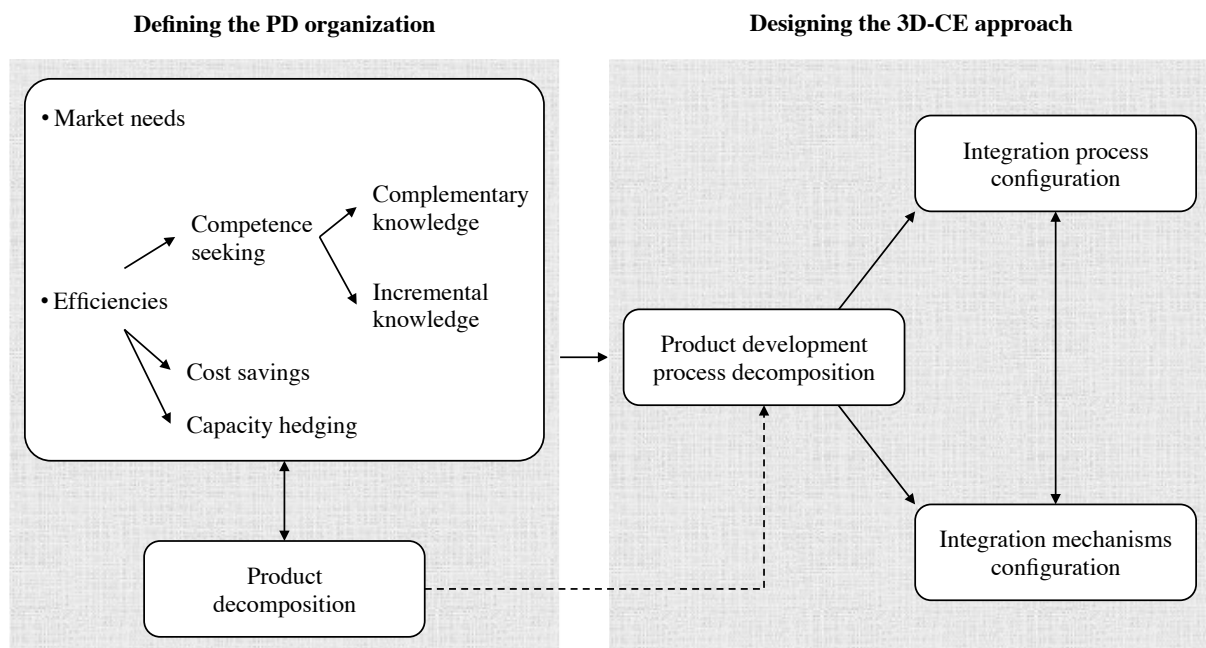 Defining the PD organization
Designing the 3D-CE approach
• Market needs
Complementary
knowledge
Competence
seeking
Incremental
knowledge
• Efficiencies
Cost savings
Capacity hedging
Product
decomposition
Product development
process decomposition
Integration process
configuration
Integration mechanisms
configuration